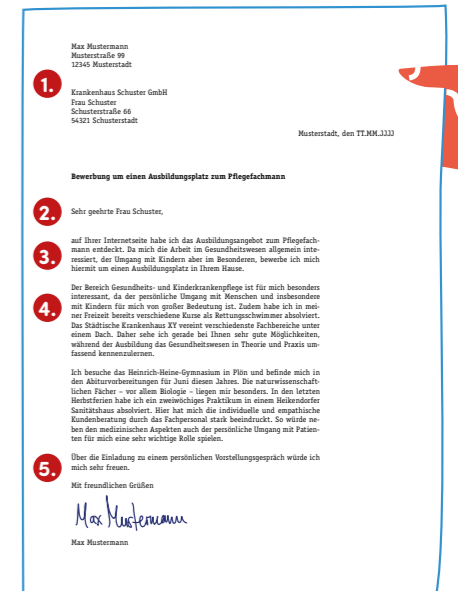 Max Mustermann
Musterstraße 99
12345 Musterstadt
1.
Krankenhaus Schuster GmbH
Frau Schuster
Schusterstraße 66
54321 Schusterstadt
Musterstadt, den TT.MM.JJJJ
Bewerbung um einen Ausbildungsplatz zum Pflegefachmann
2.
Sehr geehrte Frau Schuster,
3.
auf Ihrer Internetseite habe ich das Ausbildungsangebot zum Pflegefach-
mann entdeckt. Da mich die Arbeit im Gesundheitswesen allgemein inte-
ressiert, der Umgang mit Kindern aber im Besonderen, bewerbe ich mich
hiermit um einen Ausbildungsplatz in Ihrem Hause.
4.
Der Bereich Gesundheits- und Kinderkrankenpflege ist für mich besonders
interessant, da der persönliche Umgang mit Menschen und insbesondere
mit Kindern für mich von großer Bedeutung ist. Zudem habe ich in mei-
ner Freizeit bereits verschiedene Kurse als Rettungsschwimmer absolviert.
Das Städtische Krankenhaus XY vereint verschiedenste Fachbereiche unter
einem Dach. Daher sehe ich gerade bei Ihnen sehr gute Möglichkeiten,
während der Ausbildung das Gesundheitswesen in Theorie und Praxis um-
fassend kennenzulernen.
Ich besuche das Heinrich-Heine-Gymnasium in Plön und befinde mich in
den Abiturvorbereitungen für Juni diesen Jahres. Die naturwissenschaft-
lichen Fächer – vor allem Biologie – liegen mir besonders. In den letzten
Herbstferien habe ich ein zweiwöchiges Praktikum in einem Heikendorfer
Sanitätshaus absolviert. Hier hat mich die individuelle und empathische
Kundenberatung durch das Fachpersonal stark beeindruckt. So würde ne-
ben den medizinischen Aspekten auch der persönliche Umgang mit Patien-
ten für mich eine sehr wichtige Rolle spielen.
5.
Über die Einladung zu einem persönlichen Vorstellungsgespräch würde ich
mich sehr freuen.
Mit freundlichen Grüßen
Max Mustermann
Max Mustermann